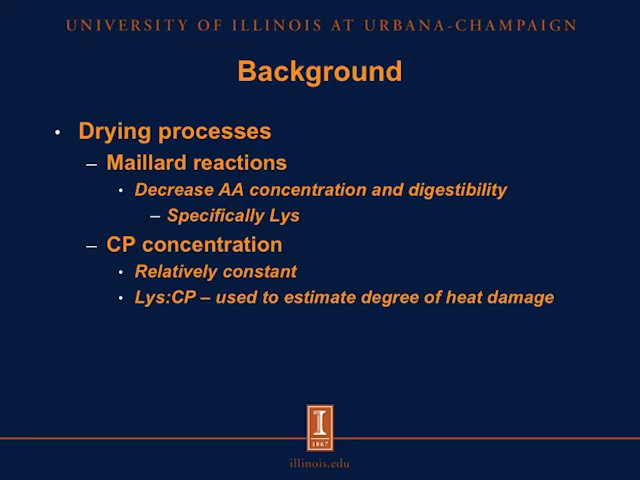 UNIVERSITY OF ILLINOIS AT URBANA-CHAMPAIGN
Background
• Drying processes
– Maillard reactions
• Decrease AA concentration and digestibility
– Specifically Lys
– CP concentration
• Relatively constant
• Lys:CP – used to estimate degree of heat damage
I
1867
illinois.edu